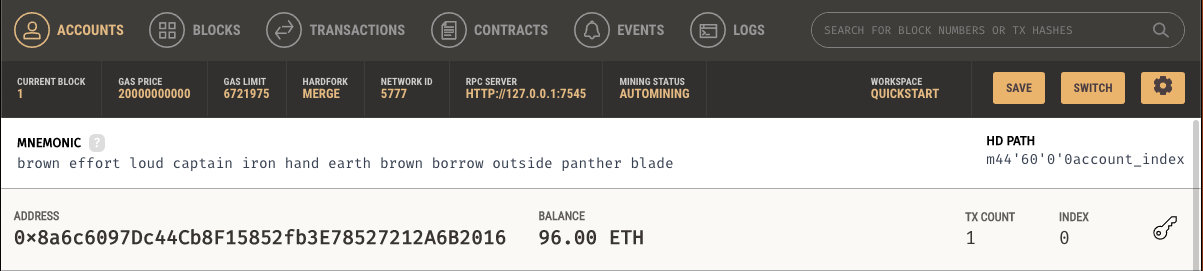 ACCOUNTS BLOCKS TRANSACTIONS CONTRACTS EVENTS LOGS SEARCH FOR BLOCK NUMBERS OR TX HASHES
CURRENT BLOCK GAS PRICE GAS LIMIT HARDFORK NETWORK ID RPC SERVER MINING STATUS WORKSPACE
1 20000000000 6721975 MERGE 5777 HTTP://127.0.0.1:7545 AUTOMINING QUICKSTART SAVE SWITCH
MNEMONIC ? HD PATH
brown effort loud captain iron hand earth brown borrow outside panther blade m44'60'0'0account_index
ADDRESS BALANCE TX COUNT INDEX
0×8a6c6097Dc44Cb8F15852fb3E78527212A6B2016 96.00 ETH 1 0